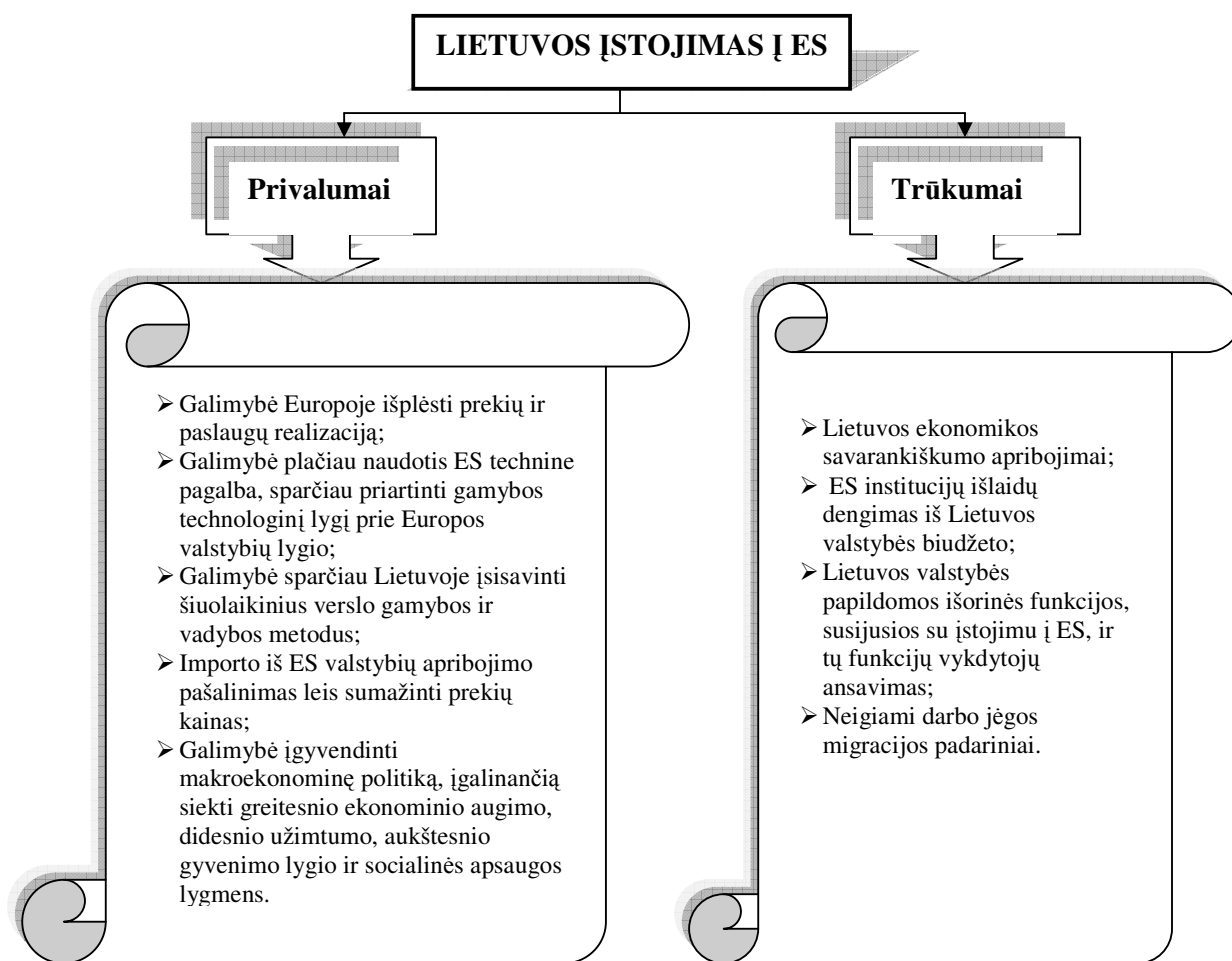 LIETUVOS ĮSTOJIMAS Į ES
Privalumai
Trūkumai
➢ Galimybė Europoje išplėsti prekių ir
paslaugų realizaciją;
➢ Galimybė plačiau naudotis ES technine
pagalba, sparčiau priartinti gamybos
technologinį lygį prie Europos
valstybių lygio;
➢ Galimybė sparčiau Lietuvoje įsisavinti
šiuolaikinius verslo gamybos ir
vadybos metodus;
➢ Importo iš ES valstybių apribojimo
pašalinimas leis sumažinti prekių
kainas;
➢ Galimybė įgyvendinti
makroekonominę politiką, įgalinančią
siekti greitesnio ekonominio augimo,
didesnio užimtumo, aukštesnio
gyvenimo lygio ir socialinės apsaugos
lygmens.
➢ Lietuvos ekonomikos
savarankiškumo apribojimai;
➢ ES institucijų išlaidų
dengimas iš Lietuvos
valstybės biudžeto;
➢ Lietuvos valstybės
papildomos išorinės funkcijos,
susijusios su įstojimu į ES, ir
tų funkcijų vykdytojų
ansavimas;
➢ Neigiami darbo jėgos
migracijos padariniai.